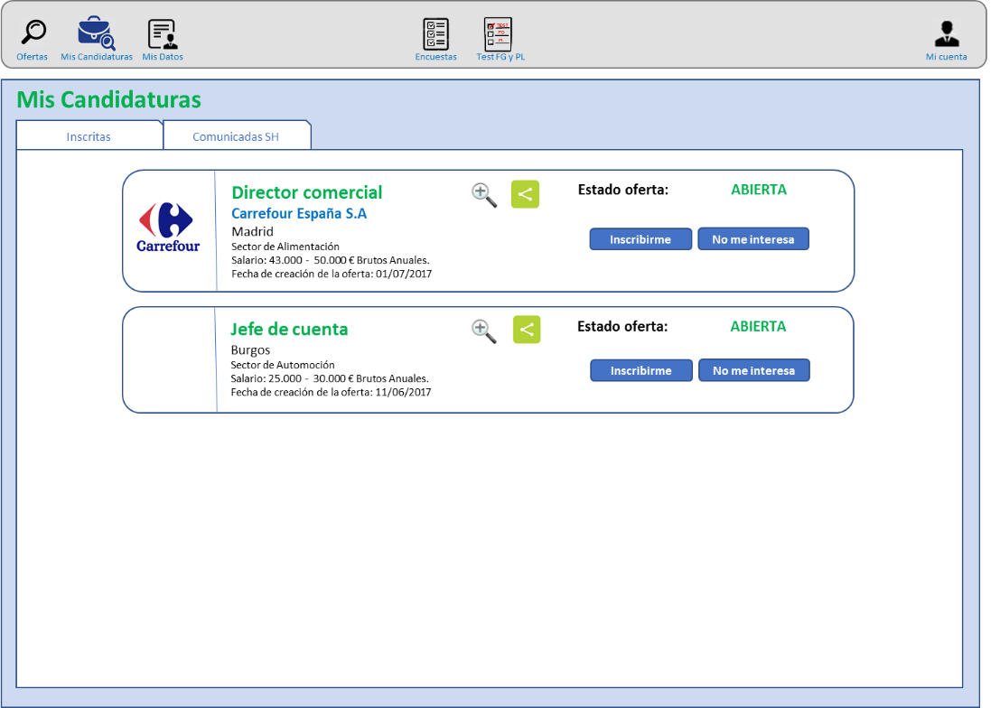 Ofertas
Mis Candidaturas
Mis Datos
Encuestas
TEST
FG
PL
Test FG y PL
Mi cuenta
Mis Candidaturas
Inscritas
Comunicadas SH
Carrefour
Director comercial
Carrefour España S.A
Madrid
Sector de Alimentación
Salario: 43.000 - 50.000 € Brutos Anuales.
Fecha de creación de la oferta: 01/07/2017
Estado oferta:
ABIERTA
Inscribirme
No me interesa
Jefe de cuenta
Burgos
Sector de Automoción
Salario: 25.000 - 30.000 € Brutos Anuales.
Fecha de creación de la oferta: 11/06/2017
Estado oferta:
ABIERTA
Inscribirme
No me interesa